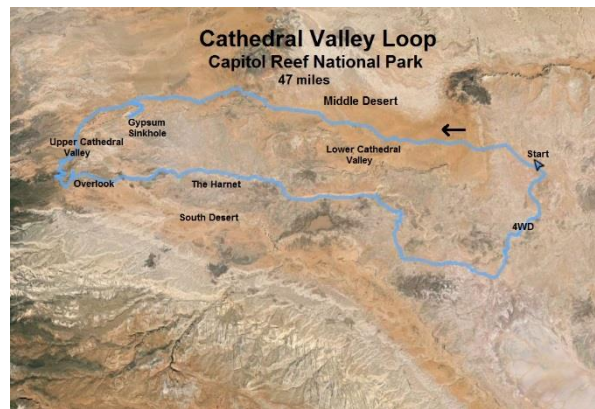 Cathedral Valley Loop
Capitol Reef National Park
47 miles
Middle Desert
Gypsum
Sinkhole
Upper Cathedral
Valley
Lower Cathedral
Valley
Start
Overlook
The Harnet
South Desert
4WD